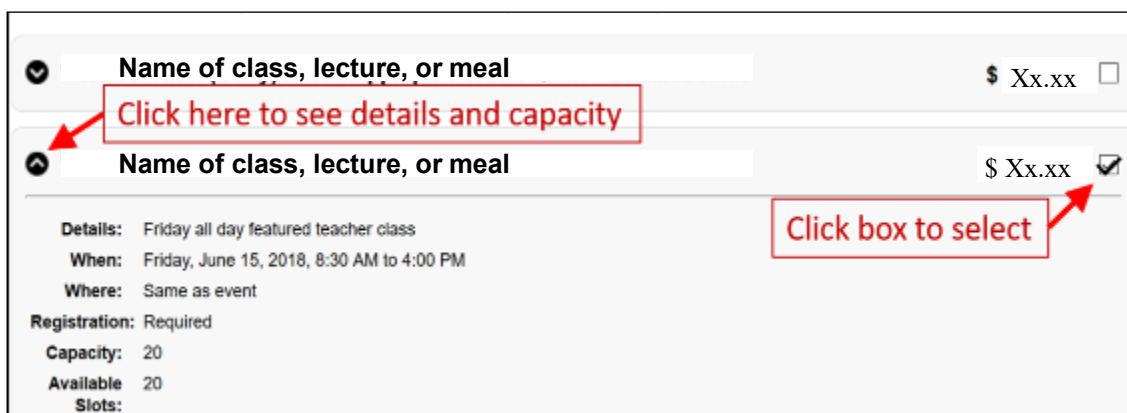 Name of class, lecture, or meal
$ Xx.xx
Click here to see details and capacity
Name of class, lecture, or meal
$ Xx.xx
Click box to select
Details: Friday all day featured teacher class
When: Friday, June 15, 2018, 8:30 AM to 4:00 PM
Where: Same as event
Registration: Required
Capacity: 20
Available 20
Slots: